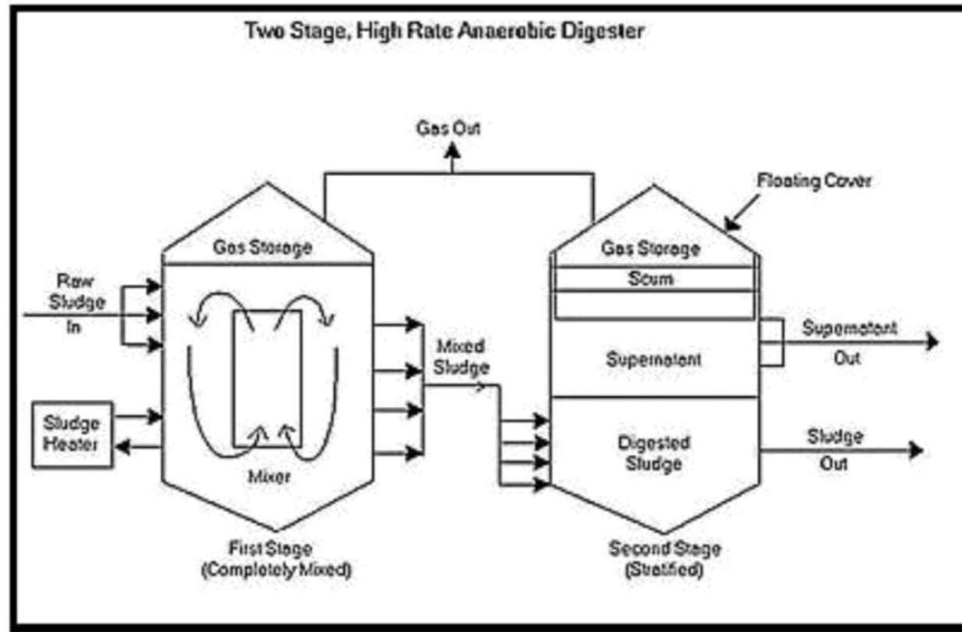 Two Stage, High Rate Anaerobic Digester
Gas Out
Floating Cover
Gas Storage
Gas Storage
Scum
Raw
Sludge
In
Mixed
Sludge
Supernatant
Out
Supernatant
Sludge
Heater
Mixer
Digested
Sludge
Sludge
Out
First Stage
(Completely Mixed)
Second Stage
(Stratified)